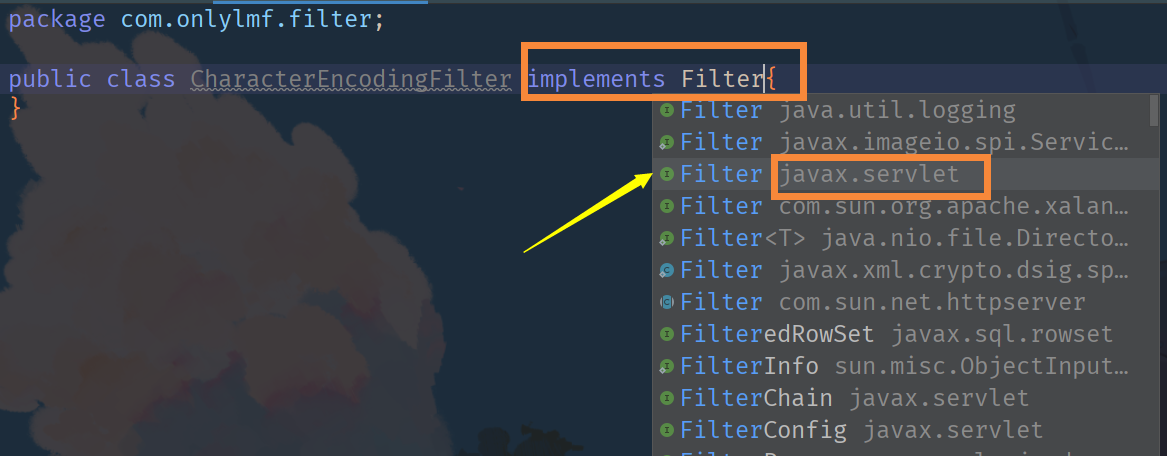 package com.onlylmf.filter;
public class CharacterEncodingFilter implements Filter{
}
Filter java.util.logging
Filter javax.imageio.spi.Servic...
Filter javax.servlet
Filter com.sun.org.apache.xalan...
Filter<T> java.nio.file.Directo...
Filter javax.xml.crypto.dsig.sp...
Filter com.sun.net.httpserver
FilteredRowSet javax.sql.rowset
FilterInfo sun.misc.ObjectInput...
FilterChain javax.servlet
FilterConfig javax.servlet